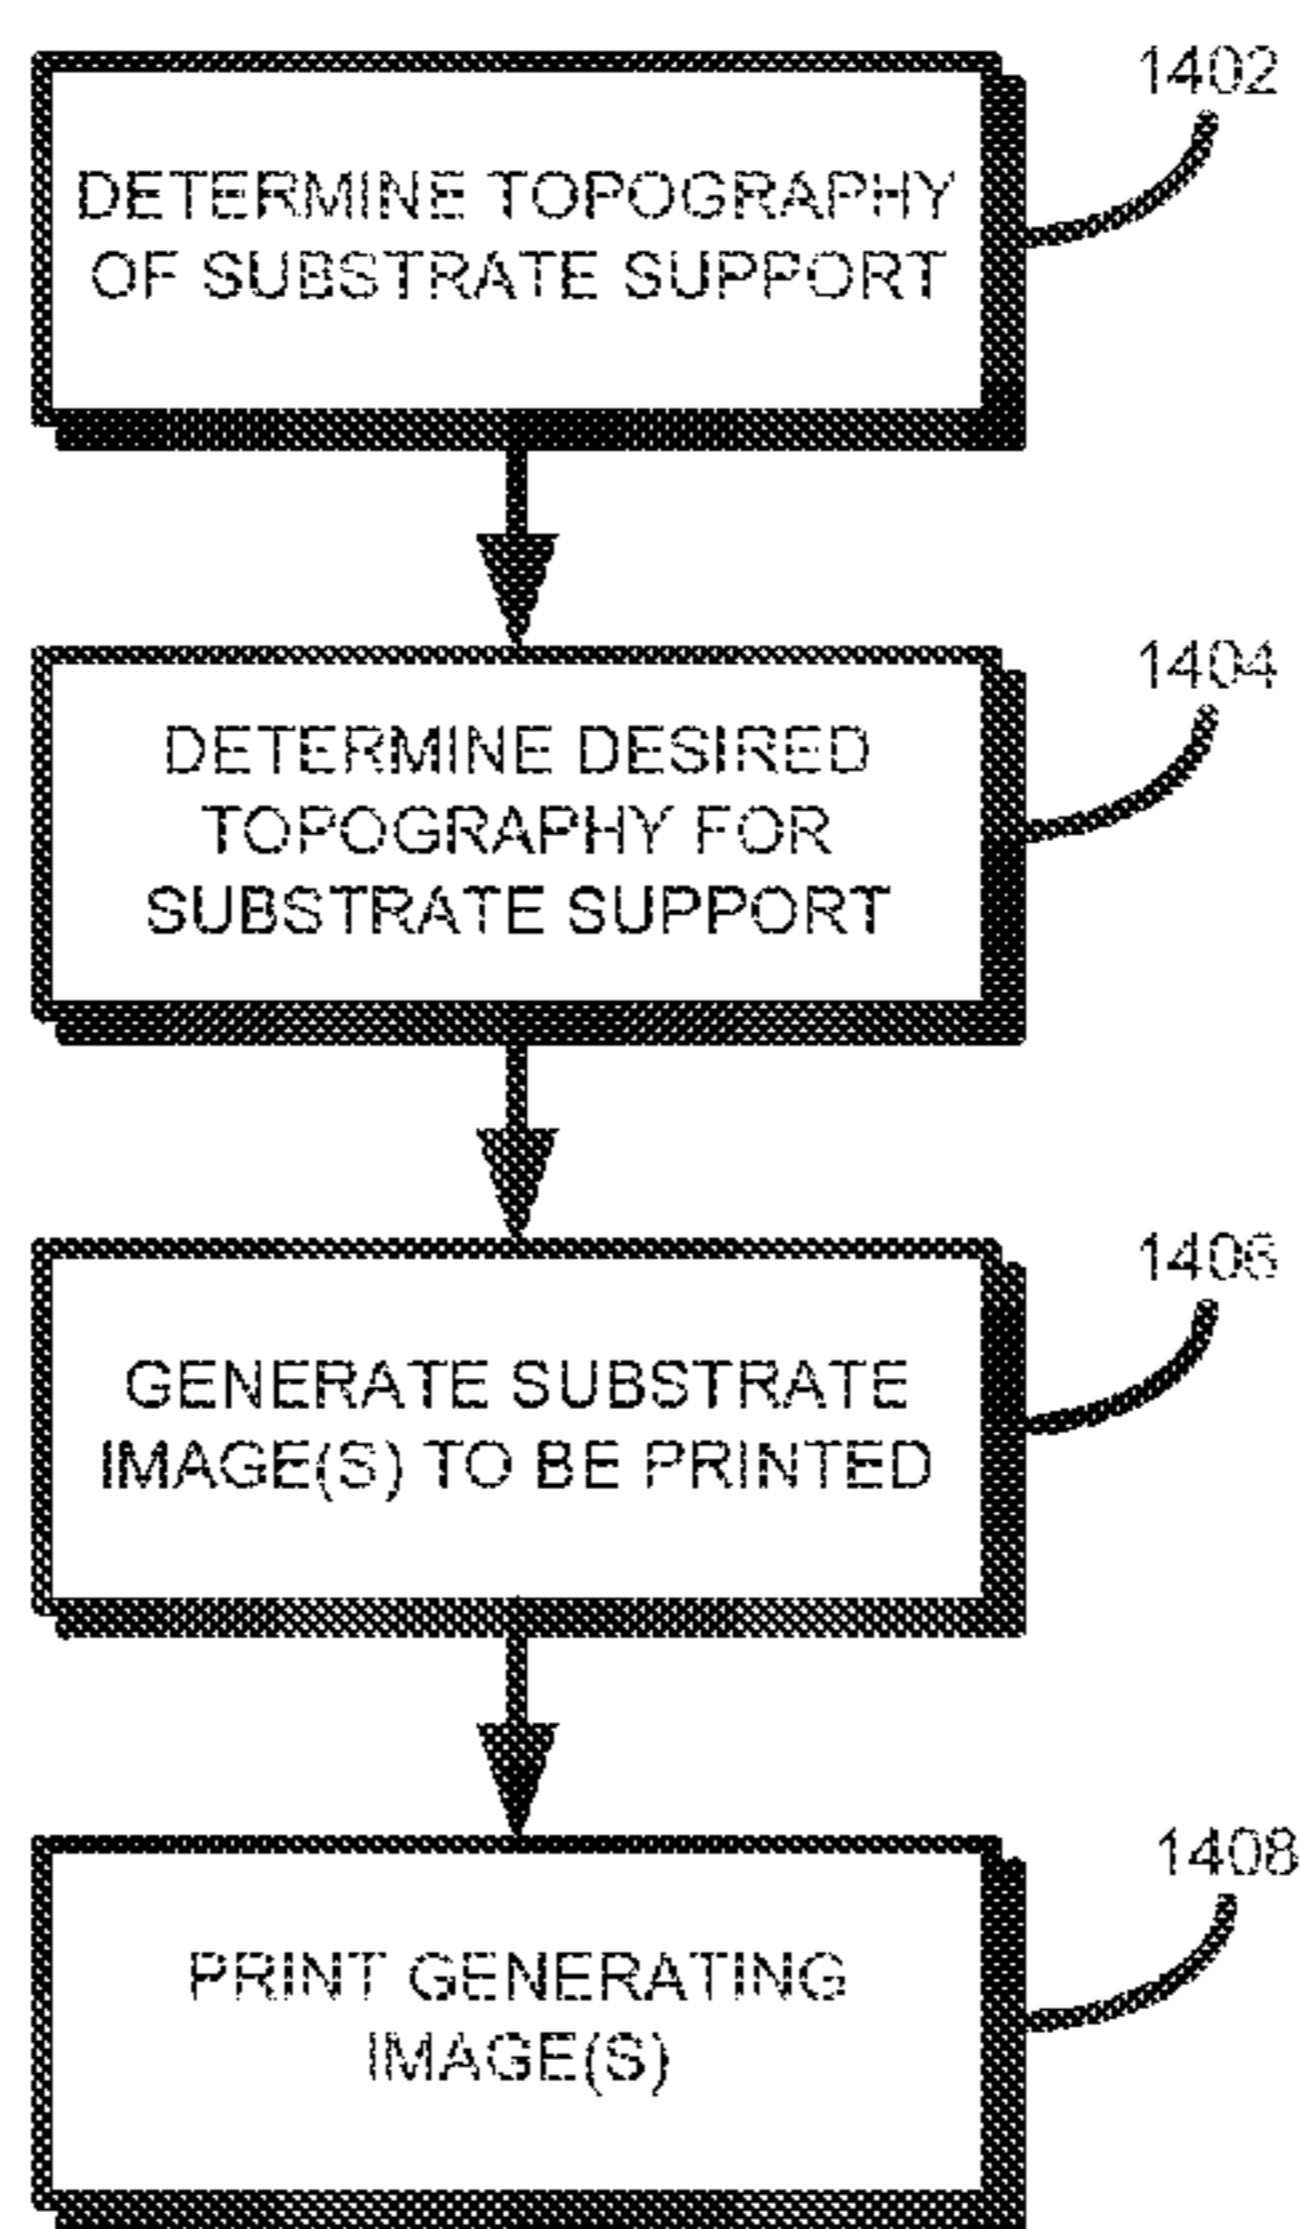 1402
DETERMINE TOPOGRAPHY
OF SUBSTRATE SUPPORT
1404
DETERMINE DESIRED
TOPOGRAPHY FOR
SUBSTRATE SUPPORT
1406
GENERATE SUBSTRATE
IMAGE(S) TO BE PRINTED
1408
PRINT GENERATING
IMAGE(S)